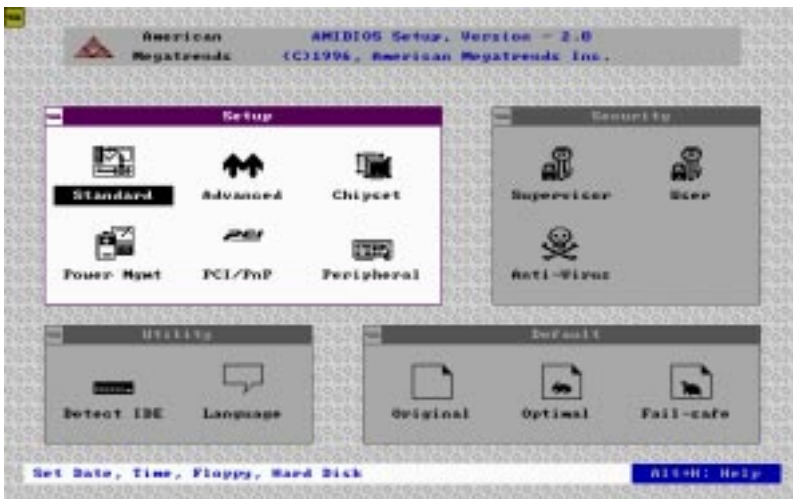 American Megatrends
AMIBIOS Setup, Version - 2.0
(C)1996, American Megatrends Inc.
Setup
Standard
Advanced
Chipset
Power Mgmt
PCI
PCI/PnP
Peripheral
Security
Supervisor
User
Anti-Virus
Utility
Detect IDE
Language
Default
Original
Optimal
Fail-safe
Set Date, Time, Floppy, Hard Disk
Alt+H: Help